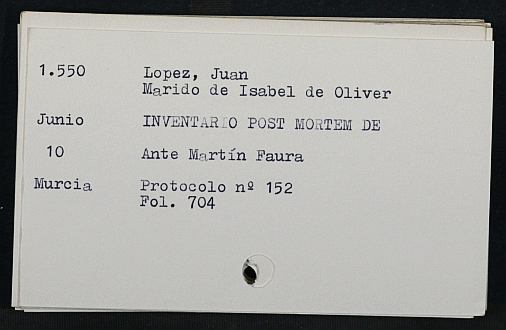 1.550 Lopez, Juan
Marido de Isabel de Oliver
Junio INVENTARIO POST MORTEM DE
10 Ante Martín Faura
Murcia Protocolo nº 152
Fol. 704